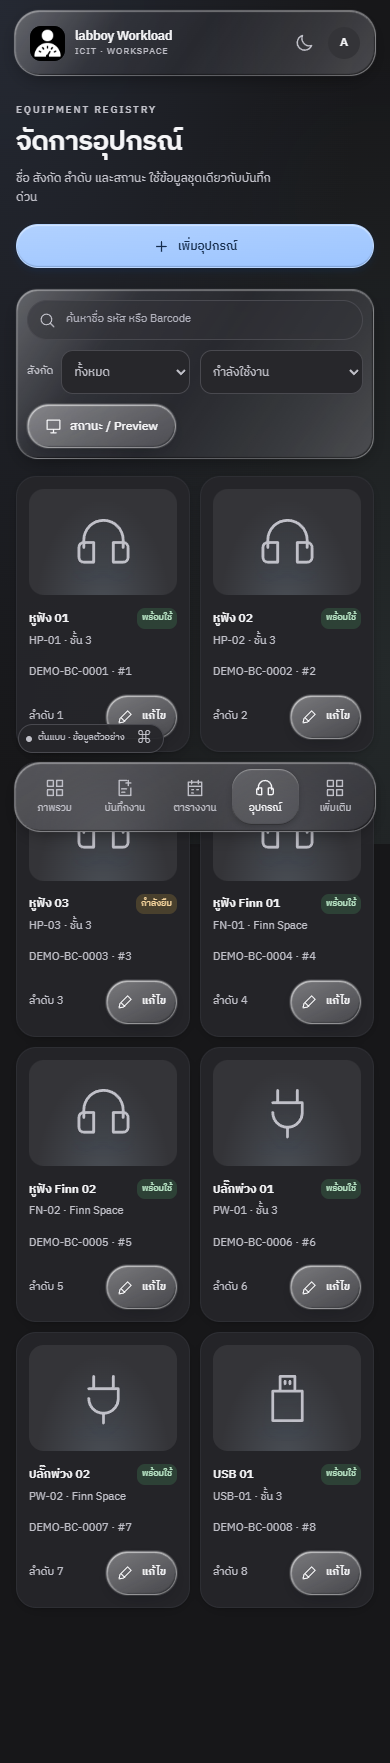 labboy Workload
ICIT · WORKSPACE
A
EQUIPMENT REGISTRY
จัดการอุปกรณ์
ชื่อ สังกัด ลำดับ และสถานะ ใช้ข้อมูลชุดเดียวกับบันทึก
ด่วน
เพิ่มอุปกรณ์
ค้นหาชื่อ รหัส หรือ Barcode
สังกัด ทั้งหมด กำลังใช้งาน
สถานะ / Preview
หูฟัง 01 พร้อมใช้
HP-01 · ชั้น 3
DEMO-BC-0001 · #1
ลำดับ 1 แก้ไข
หูฟัง 02 พร้อมใช้
HP-02 · ชั้น 3
DEMO-BC-0002 · #2
ลำดับ 2 แก้ไข
ต้นแบบ · ข้อมูลตัวอย่าง ⌘
ภาพรวม บันทึกงาน ตารางงาน อุปกรณ์ เพิ่มเติม
หูฟัง 03 กำลังยืม
HP-03 · ชั้น 3
DEMO-BC-0003 · #3
ลำดับ 3 แก้ไข
หูฟัง Finn 01 พร้อมใช้
FN-01 · Finn Space
DEMO-BC-0004 · #4
ลำดับ 4 แก้ไข
หูฟัง Finn 02 พร้อมใช้
FN-02 · Finn Space
DEMO-BC-0005 · #5
ลำดับ 5 แก้ไข
ปลั๊กพ่วง 01 พร้อมใช้
PW-01 · ชั้น 3
DEMO-BC-0006 · #6
ลำดับ 6 แก้ไข
ปลั๊กพ่วง 02 พร้อมใช้
PW-02 · Finn Space
DEMO-BC-0007 · #7
ลำดับ 7 แก้ไข
USB 01 พร้อมใช้
USB-01 · ชั้น 3
DEMO-BC-0008 · #8
ลำดับ 8 แก้ไข